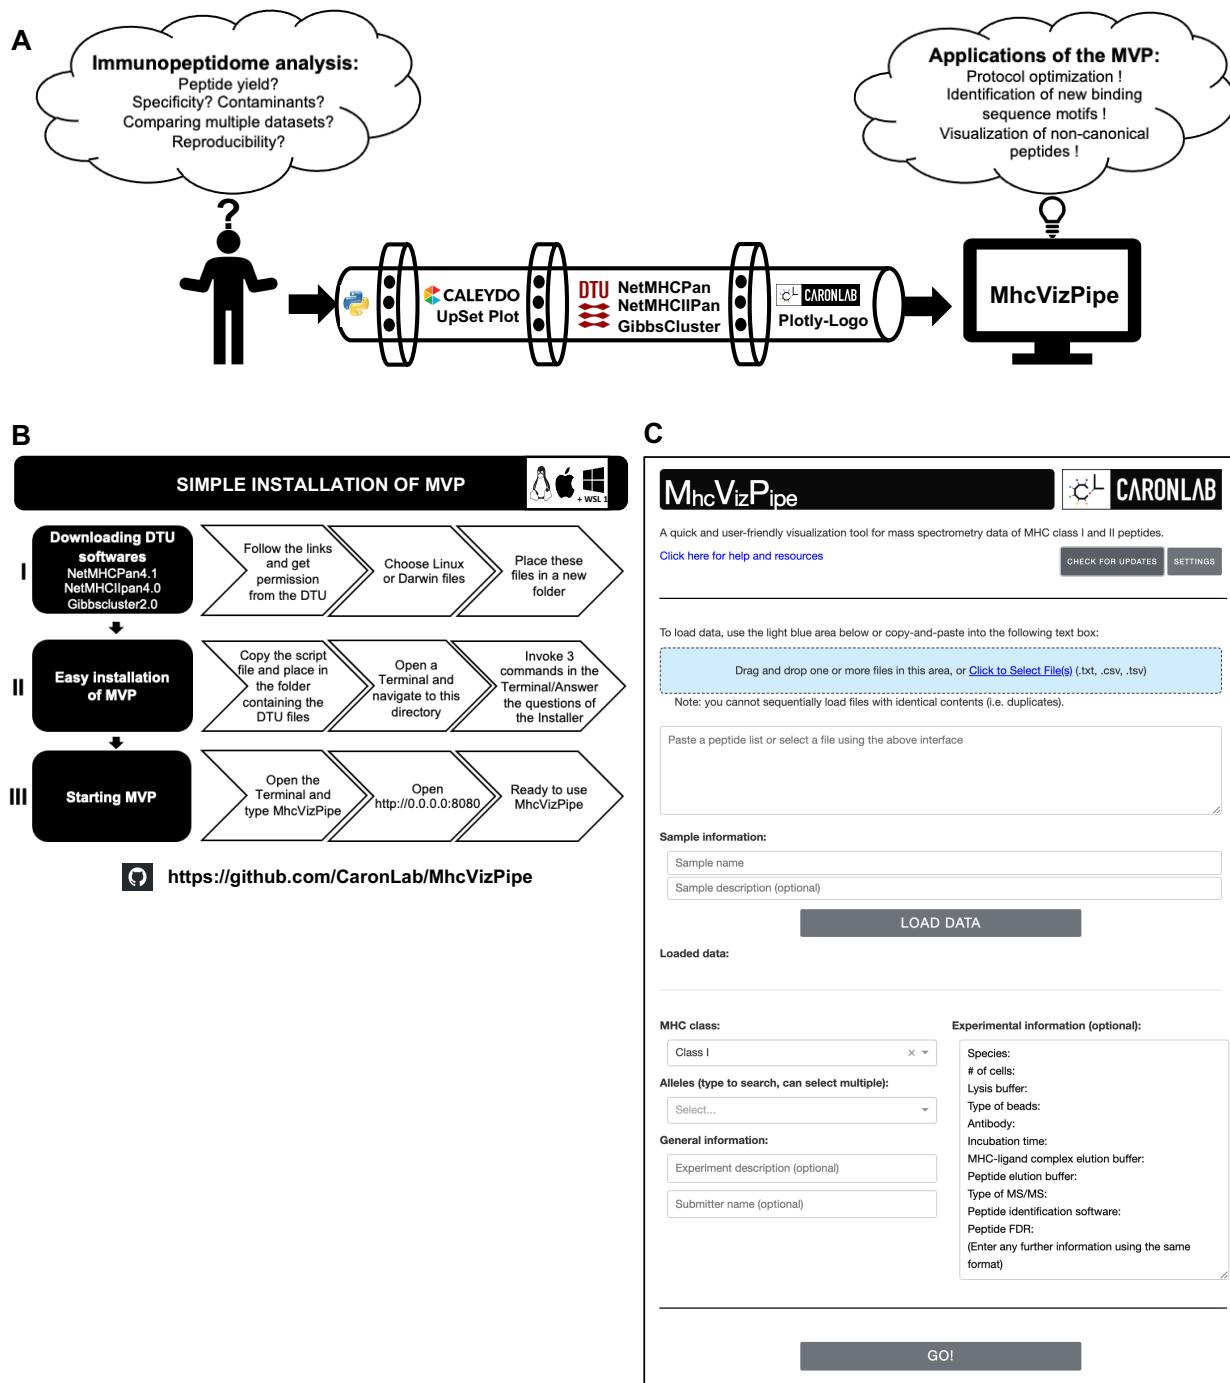 A
Immunopeptidome analysis:
Peptide yield?
Specificity? Contaminants?
Comparing multiple datasets?
Reproducibility?
?
Applications of the MVP:
Protocol optimization !
Identification of new binding
sequence motifs !
Visualization of non-canonical
peptides !
CALEYDO
UpSet Plot
DTU
NetMHCPan
NetMHCIIPan
GibbsCluster
CARONLAB
Plotly-Logo
MhcVizPipe
B
SIMPLE INSTALLATION OF MVP
+ WSL 1
I
Downloading DTU
softwares
NetMHCPan4.1
NetMHCIIpan4.0
Gibbscluster2.0
Follow the links
and get
permission
from the DTU
Choose Linux
or Darwin files
Place these
files in a new
folder
II
Easy installation
of MVP
Copy the script
file and place in
the folder
containing the
DTU files
Open a
Terminal and
navigate to this
directory
Invoke 3
commands in the
Terminal/Answer
the questions of
the Installer
III
Starting MVP
Open the
Terminal and
type MhcVizPipe
Open
http://0.0.0.0:8080
Ready to use
MhcVizPipe
https://github.com/CaronLab/MhcVizPipe
C
MhcVizPipe
CARONLAB
A quick and user-friendly visualization tool for mass spectrometry data of MHC class I and II peptides.
Click here for help and resources
CHECK FOR UPDATES
SETTINGS
To load data, use the light blue area below or copy-and-paste into the following text box:
Drag and drop one or more files in this area, or Click to Select File(s) (.txt, .csv, .tsv)
Note: you cannot sequentially load files with identical contents (i.e. duplicates).
Paste a peptide list or select a file using the above interface
Sample information:
Sample name
Sample description (optional)
LOAD DATA
Loaded data:
MHC class:
Class I
Alleles (type to search, can select multiple):
Select...
General information:
Experiment description (optional)
Submitter name (optional)
Experimental information (optional):
Species:
# of cells:
Lysis buffer:
Type of beads:
Antibody:
Incubation time:
MHC-ligand complex elution buffer:
Peptide elution buffer:
Type of MS/MS:
Peptide identification software:
Peptide FDR:
(Enter any further information using the same
format)
GO!